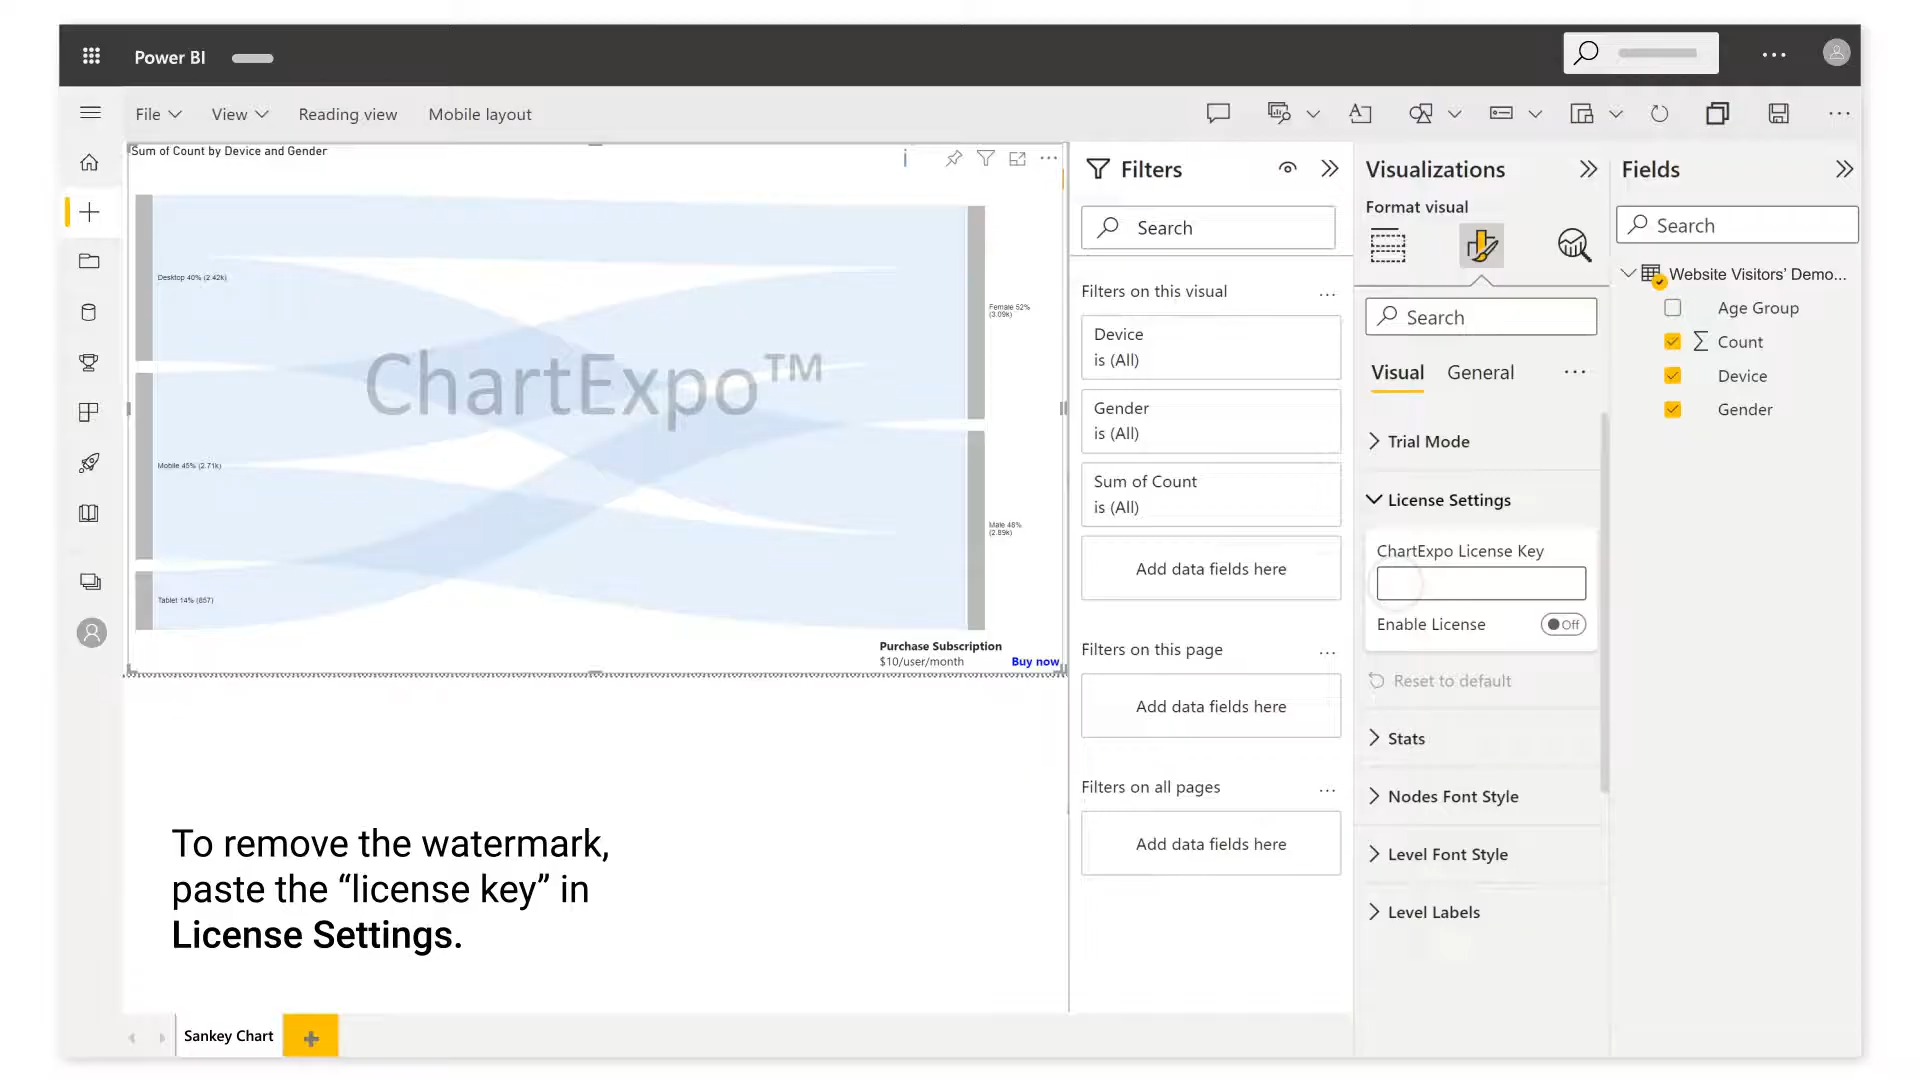 Power BI
File
View
Reading view
Mobile layout
Sum of Count by Device and Gender
Desktop 40% (2.42k)
Mobile 45% (2.71k)
Tablet 14% (857)
Female 52%
(3.09k)
Male 48%
(2.89k)
ChartExpo™
Purchase Subscription
$10/user/month
Buy now
To remove the watermark,
paste the “license key” in
License Settings.
Sankey Chart
Filters
Search
Filters on this visual
Device
is (All)
Gender
is (All)
Sum of Count
is (All)
Add data fields here
Filters on this page
Add data fields here
Filters on all pages
Add data fields here
Visualizations
Format visual
Search
Visual
General
Trial Mode
License Settings
ChartExpo License Key
Enable License
Off
Reset to default
Stats
Nodes Font Style
Level Font Style
Level Labels
Fields
Search
Website Visitors’ Demo...
Age Group
Count
Device
Gender